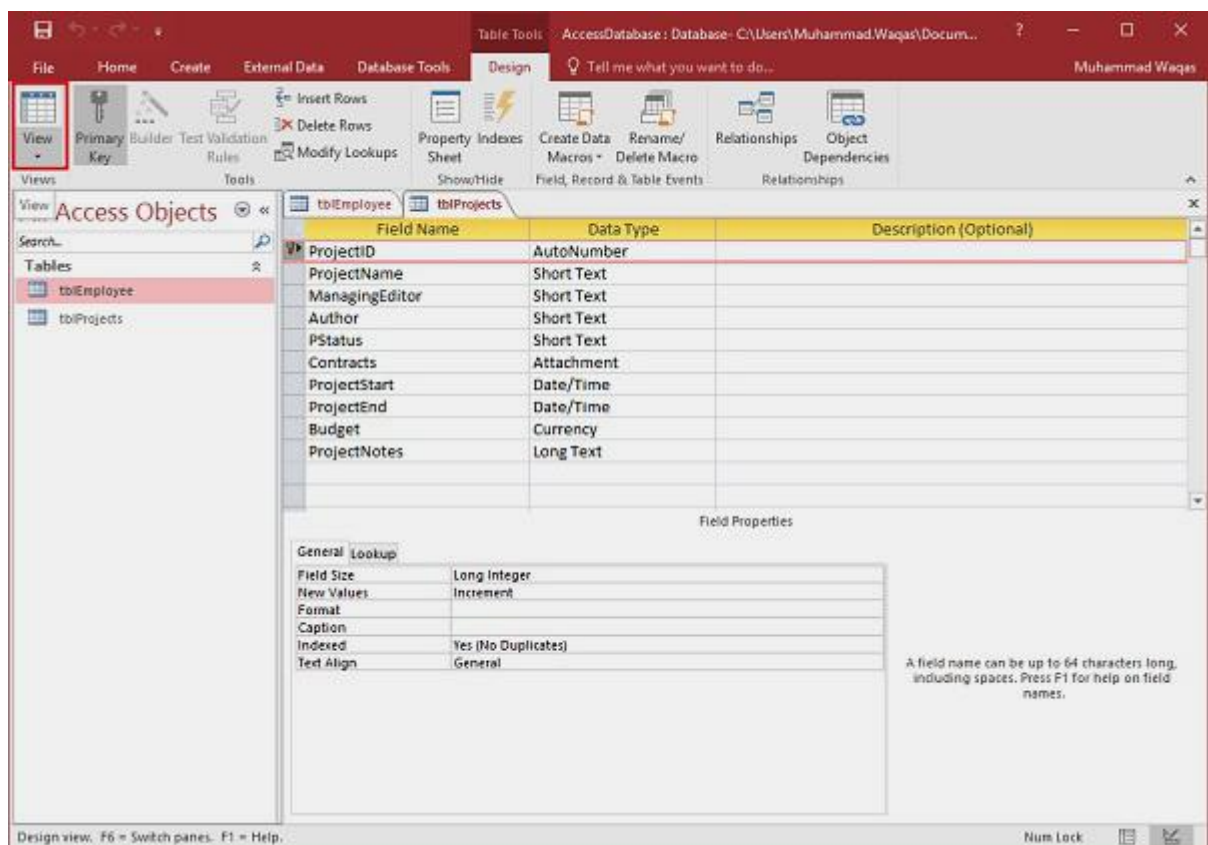 Table Tools AccessDatabase : Database- C:\Users\Muhammad.Waqas\Docum... ?
File Home Create External Data Database Tools Design Tell me what you want to do... Muhammad Waqas
View Primary Key Builder Test Validation Rules Insert Rows Delete Rows Modify Lookups Property Sheet Indexes Create Data Macros Rename/ Delete Macro Relationships Object Dependencies
Views Tools Show/Hide Field, Record & Table Events Relationships
View Access Objects tblEmployee tblProjects
Search...
Tables
tblEmployee
tblProjects
Field Name Data Type Description (Optional)
ProjectID AutoNumber
ProjectName Short Text
ManagingEditor Short Text
Author Short Text
PStatus Short Text
Contracts Attachment
ProjectStart Date/Time
ProjectEnd Date/Time
Budget Currency
ProjectNotes Long Text
Field Properties
General Lookup
Field Size Long Integer
New Values Increment
Format
Caption
Indexed Yes (No Duplicates)
Text Align General
A field name can be up to 64 characters long,
including spaces. Press F1 for help on field
names.
Design view. F6 = Switch panes. F1 = Help. Num Lock